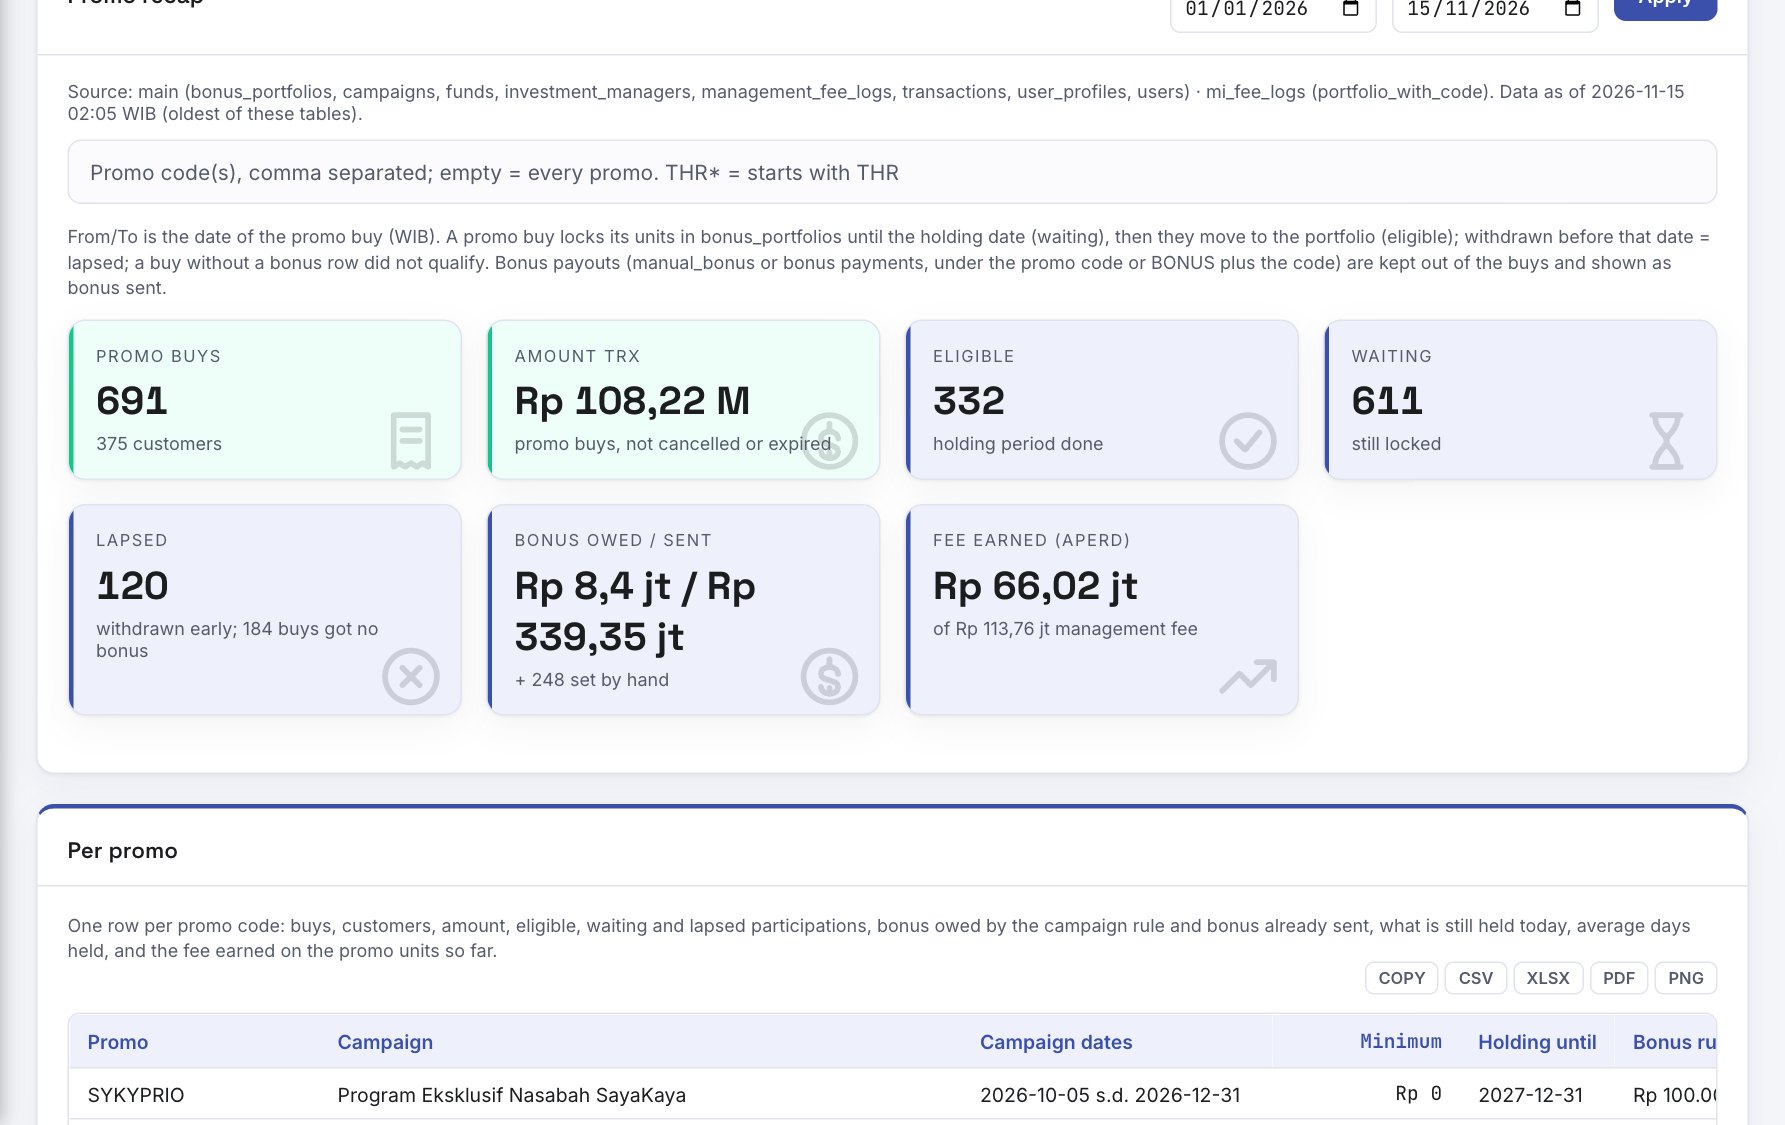 Promo recap
01/01/2026
15/11/2026
Apply
Source: main (bonus_portfolios, campaigns, funds, investment_managers, management_fee_logs, transactions, user_profiles, users) · mi_fee_logs (portfolio_with_code). Data as of 2026-11-15
02:05 WIB (oldest of these tables).
Promo code(s), comma separated; empty = every promo. THR* = starts with THR
From/To is the date of the promo buy (WIB). A promo buy locks its units in bonus_portfolios until the holding date (waiting), then they move to the portfolio (eligible); withdrawn before that date =
lapsed; a buy without a bonus row did not qualify. Bonus payouts (manual_bonus or bonus payments, under the promo code or BONUS plus the code) are kept out of the buys and shown as
bonus sent.
PROMO BUYS
691
375 customers
AMOUNT TRX
Rp 108,22 M
promo buys, not cancelled or expired
ELIGIBLE
332
holding period done
WAITING
611
still locked
LAPSED
120
withdrawn early; 184 buys got no
bonus
BONUS OWED / SENT
Rp 8,4 jt / Rp
339,35 jt
+ 248 set by hand
FEE EARNED (APERD)
Rp 66,02 jt
of Rp 113,76 jt management fee
Per promo
One row per promo code: buys, customers, amount, eligible, waiting and lapsed participations, bonus owed by the campaign rule and bonus already sent, what is still held today, average days
held, and the fee earned on the promo units so far.
COPY CSV XLSX PDF PNG
Promo Campaign Campaign dates Minimum Holding until Bonus ru
SYKYPRIO Program Eksklusif Nasabah SayaKaya 2026-10-05 s.d. 2026-12-31 Rp 0 2027-12-31 Rp 100.00